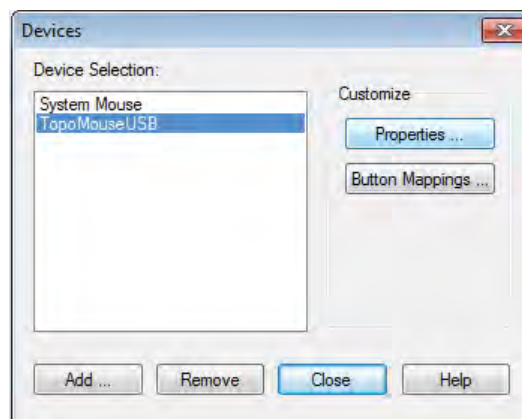 Devices
Device Selection:
System Mouse
TopoMouseUSB
Customize
Properties ...
Button Mappings ...
Add ...
Remove
Close
Help